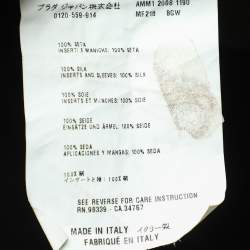 プラダ ジャパン株式会社 AMM1 2008 1190
0120-559-914 ME218 BGW
100% SETA
INSERTI E MANICHE: 100% SETA
100% SILK
INSERTS AND SLEEVES: 100% SILK
100% SOIE
INSERTS ET MANCHES: 100% SOIE
100% SEIDE
EINSÄTZE UND ÄRMEL: 100% SEIDE
100% SEDA
APLICACIONES Y MANGAS: 100% SEDA
100% 絹
インサートと袖: 100% 絹
SEE REVERSE FOR CARE INSTRUCTION
RN.98339 - CA 34767
MADE IN ITALY イタリー製
FABRIQUÉ EN ITALY